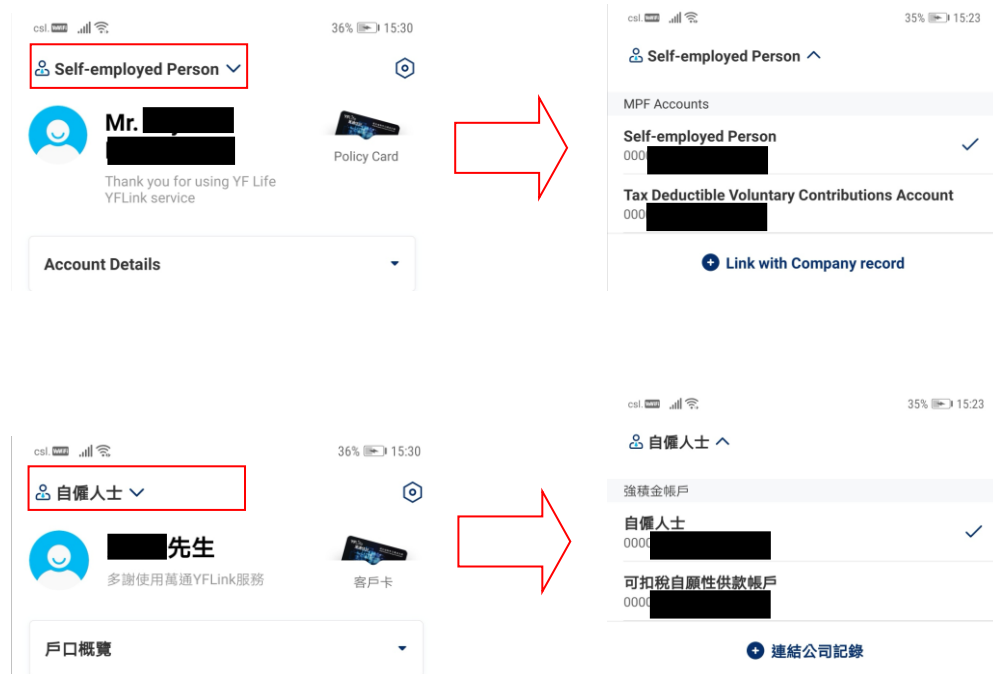 csl. 36% 15:30
Self-employed Person
Mr.
Policy Card
Thank you for using YF Life
YFLink service
Account Details
csl. 35% 15:23
Self-employed Person
MPF Accounts
Self-employed Person
000
Tax Deductible Voluntary Contributions Account
000
Link with Company record
csl. 36% 15:30
自僱人士
先生
多謝使用萬通YFLink服務
客戶卡
戶口概覽
csl. 35% 15:23
自僱人士
強積金帳戶
自僱人士
0000
可扣稅自願性供款帳戶
0000
連結公司記錄